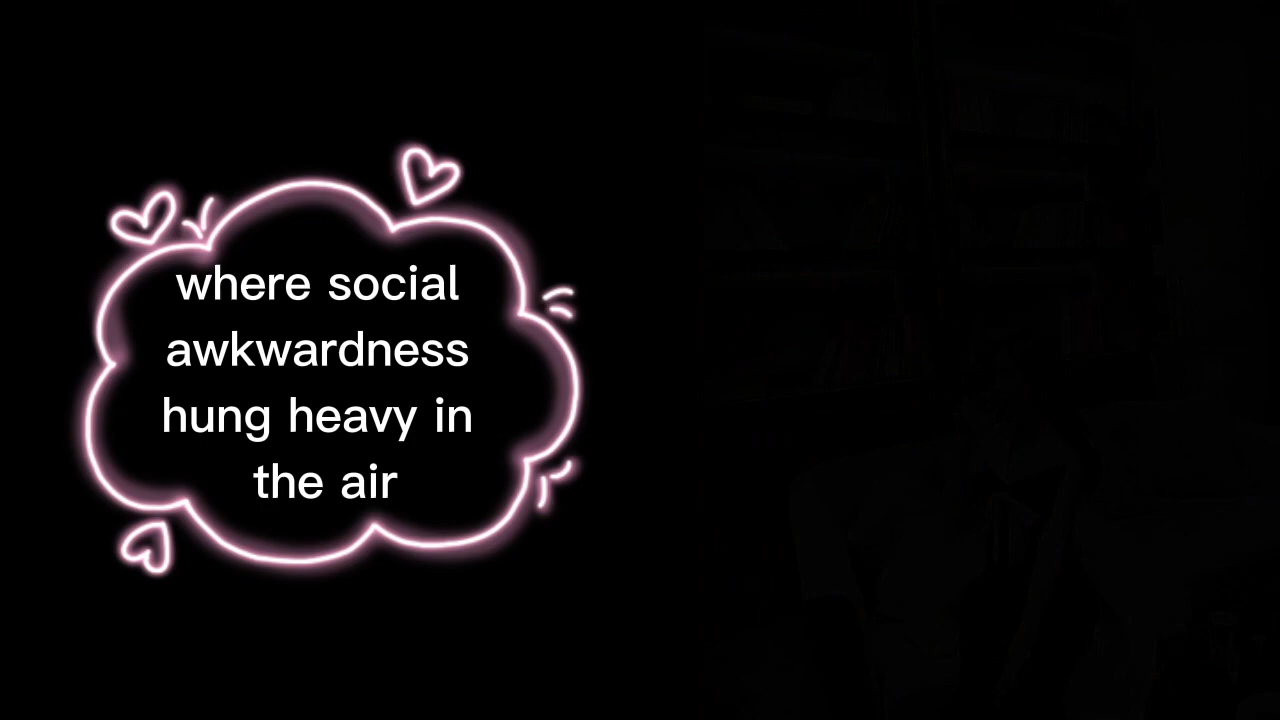 where social
awkwardness
hung heavy in
the air